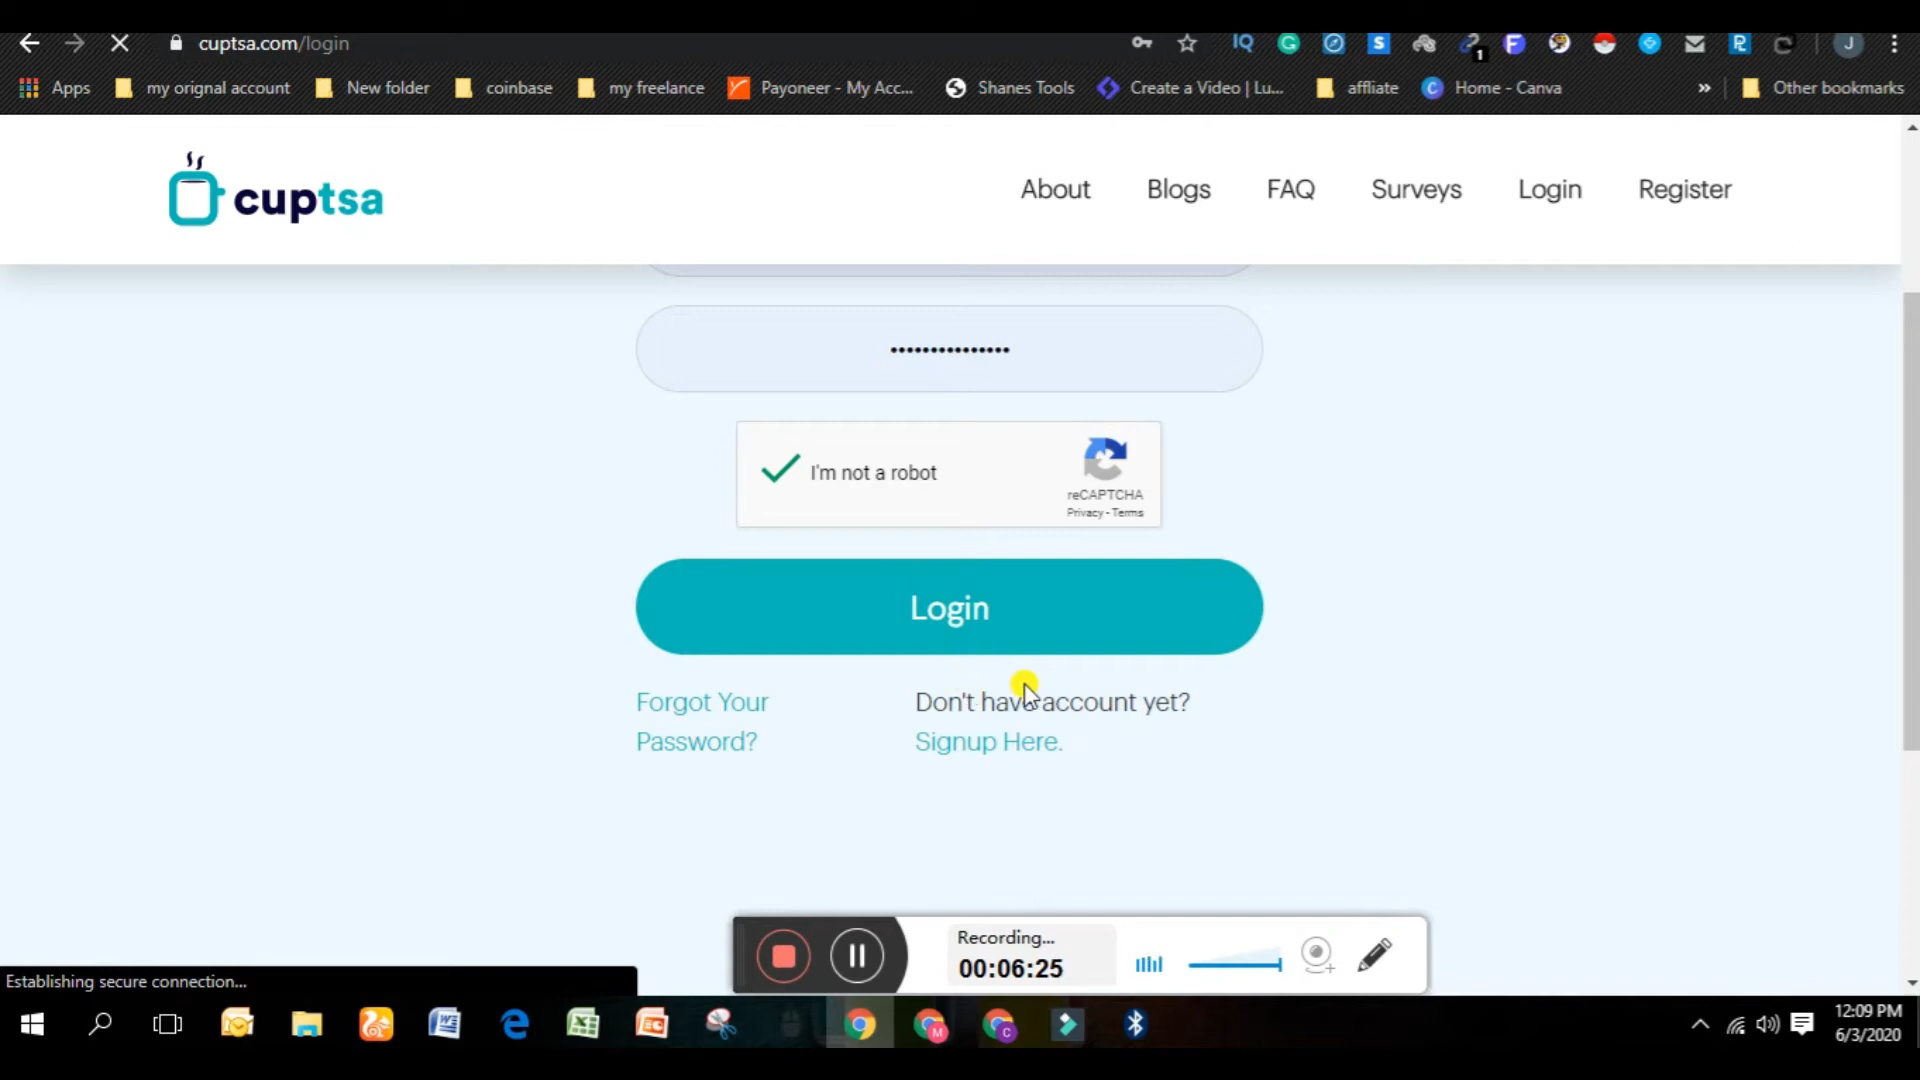 cuptsa.com/login
IQ
1
J
Apps my orignal account New folder coinbase my freelance Payoneer - My Acc... Shanes Tools Create a Video | Lu... affliate Home - Canva » Other bookmarks
cuptsa
About Blogs FAQ Surveys Login Register
•••••••••••••••
I'm not a robot
reCAPTCHA
Privacy - Terms
Login
Forgot Your
Password?
Don't have account yet?
Signup Here.
Recording...
00:06:25
Establishing secure connection...
12:09 PM
6/3/2020